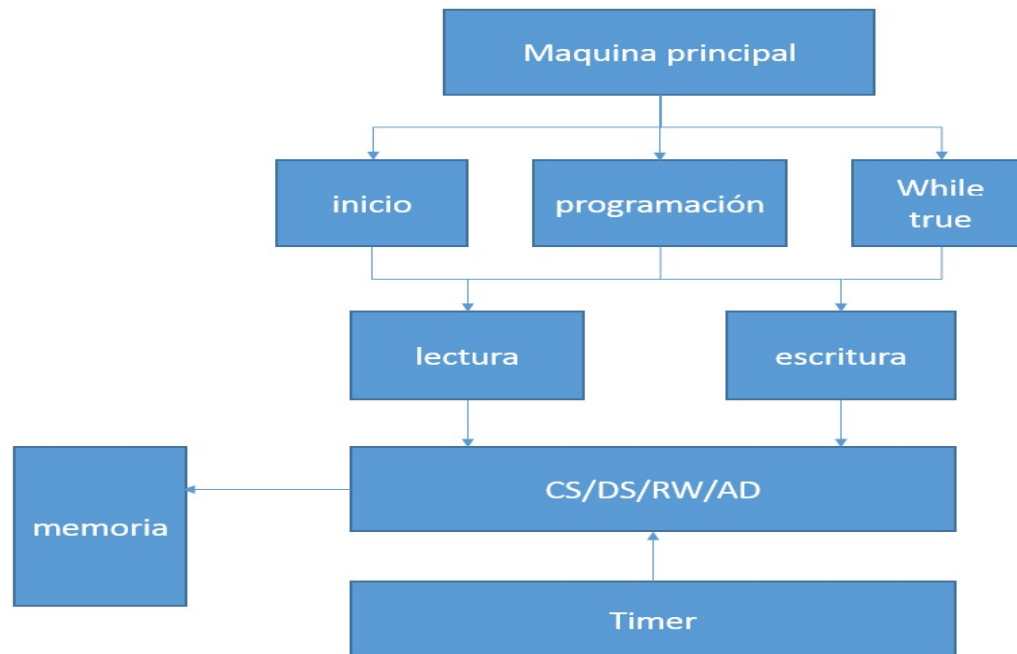 Maquina principal
inicio
programación
While
true
lectura
escritura
CS/DS/RW/AD
memoria
Timer